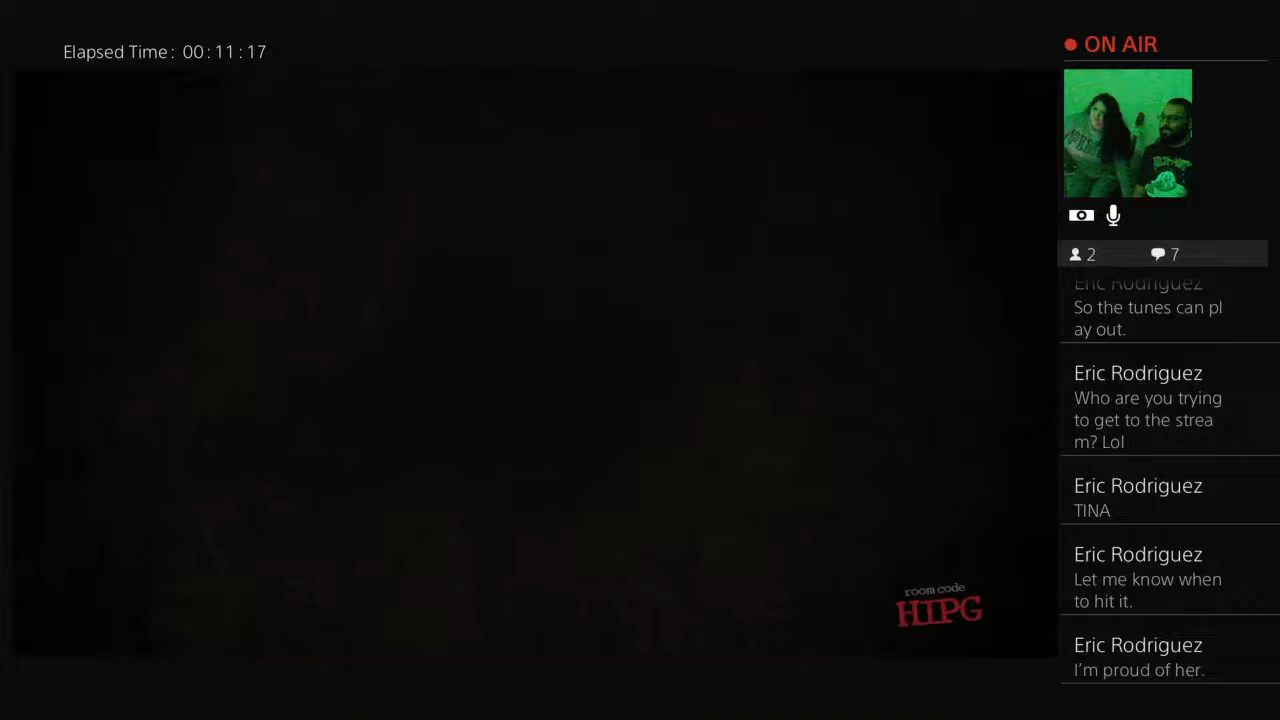 Elapsed Time: 00:11:17
ON AIR
2
7
Eric Rodriguez
So the tunes can pl
ay out.
Eric Rodriguez
Who are you trying
to get to the strea
m? Lol
Eric Rodriguez
TINA
Eric Rodriguez
Let me know when
to hit it.
Eric Rodriguez
I'm proud of her.
room code
HIPG